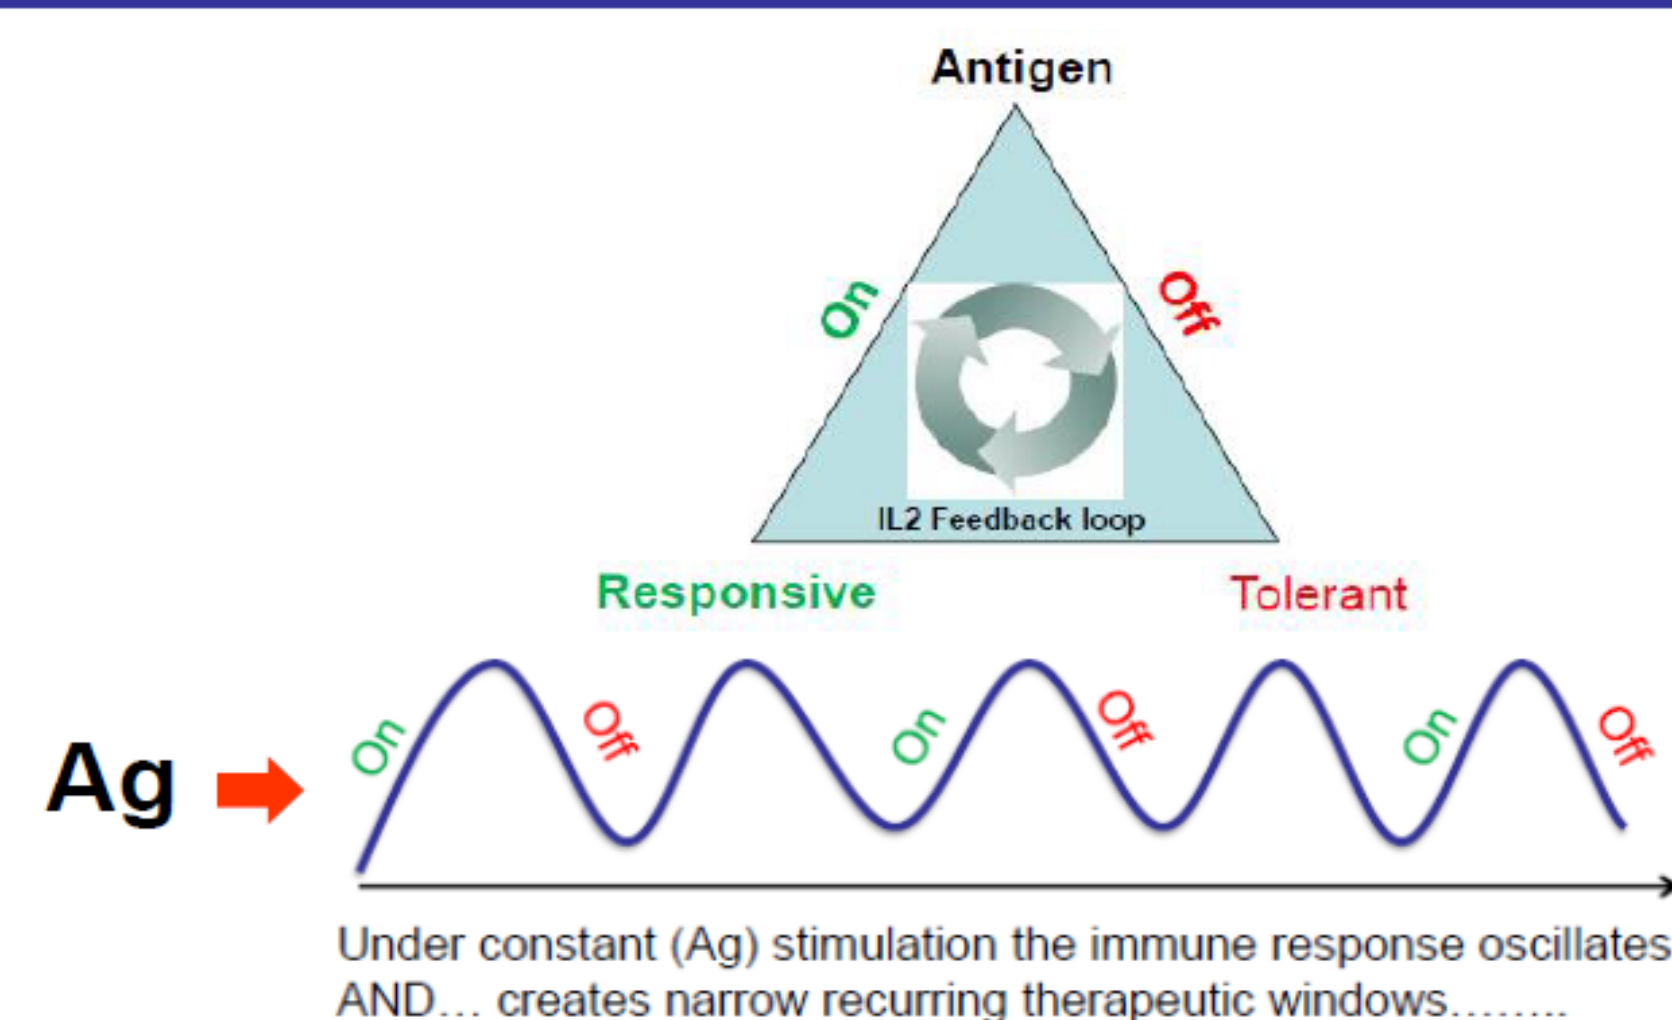 Antigen
On
Off
IL2 Feedback loop
Responsive
Tolerant
On
Off
On
Off
On
Off
Ag
Under constant (Ag) stimulation the immune response oscillates
AND... creates narrow recurring therapeutic windows........